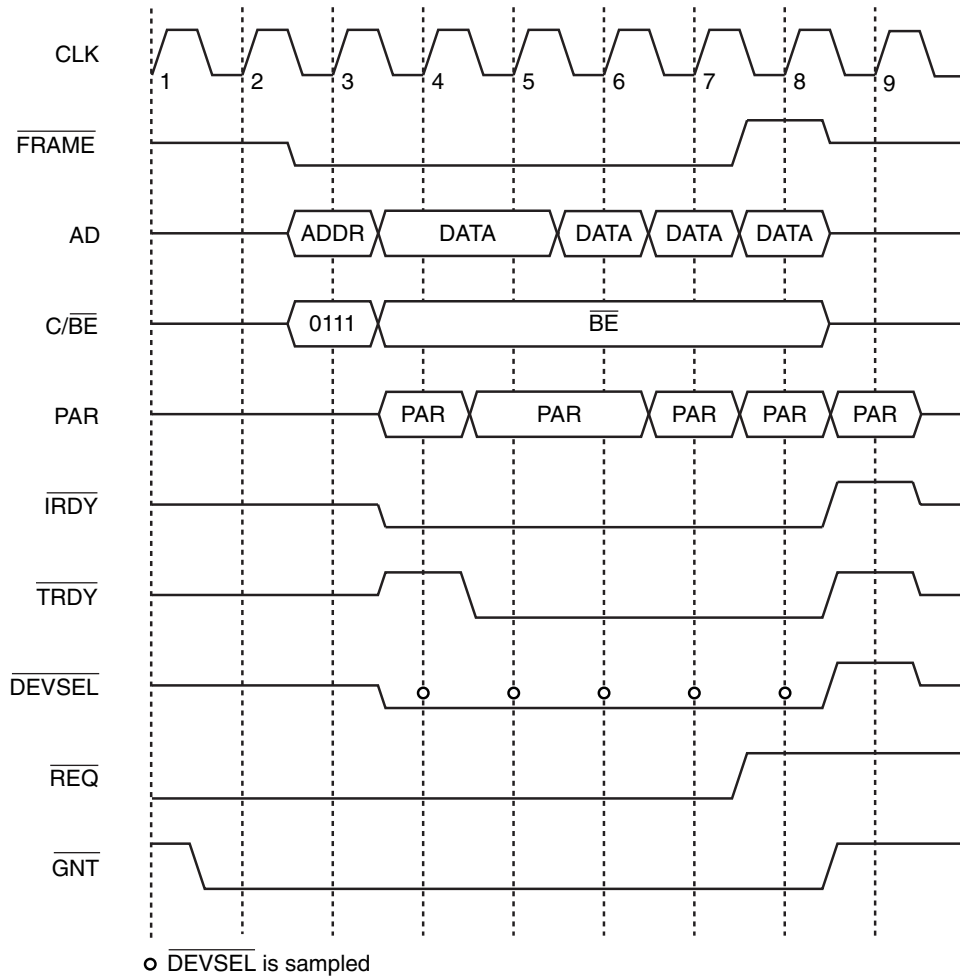 CLK
1 2 3 4 5 6 7 8 9
FRAME
AD ADDR DATA DATA DATA DATA
C/BE 0111 BE
PAR PAR PAR PAR PAR PAR
IRDY
TRDY
DEVSEL
REQ
GNT
DEVSEL is sampled